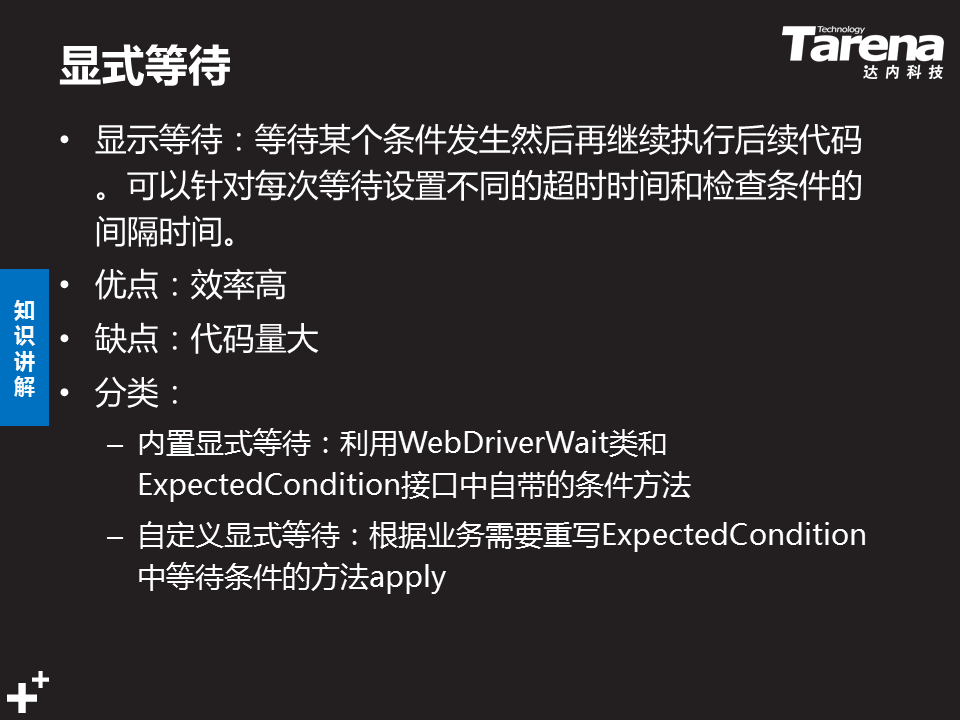 显式等待
Technology
Tarena
达内科技
• 显示等待：等待某个条件发生然后再继续执行后续代码
。可以针对每次等待设置不同的超时时间和检查条件的
间隔时间。
• 优点：效率高
• 缺点：代码量大
• 分类：
– 内置显式等待：利用WebDriverWait类和
ExpectedCondition接口中自带的条件方法
– 自定义显式等待：根据业务需要重写ExpectedCondition
中等待条件的方法apply
知
识
讲
解